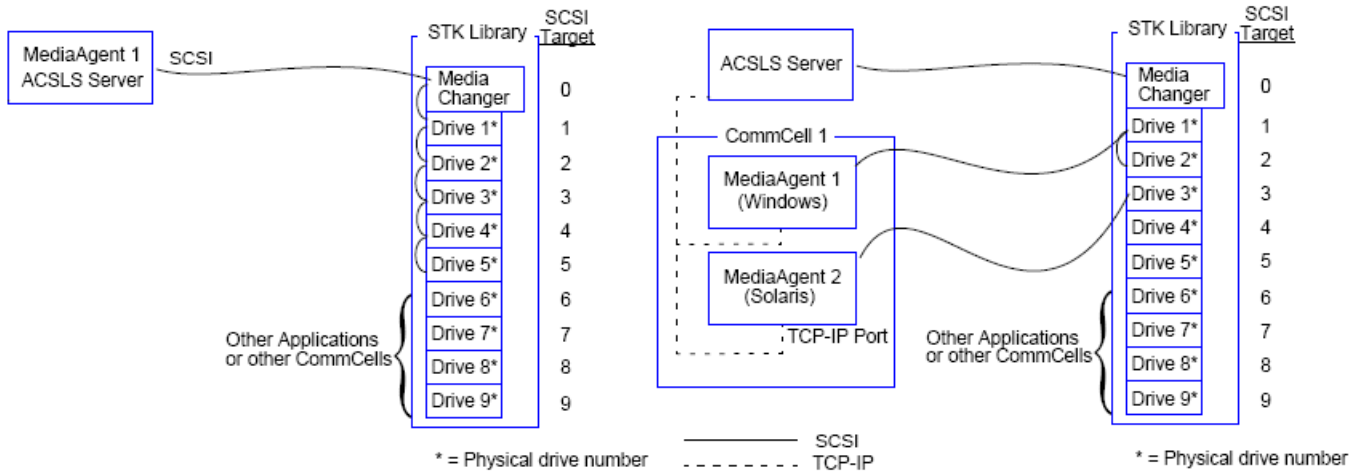 MediaAgent 1
ACSLS Server
SCSI
STK Library
SCSI
Target
Media
Changer
0
Drive 1*
1
Drive 2*
2
Drive 3*
3
Drive 4*
4
Drive 5*
5
Drive 6*
6
Drive 7*
7
Drive 8*
8
Drive 9*
9
Other Applications
or other CommCells
* = Physical drive number
ACSLS Server
CommCell 1
MediaAgent 1
(Windows)
MediaAgent 2
(Solaris)
TCP-IP Port
SCSI
TCP-IP
STK Library
SCSI
Target
Media
Changer
0
Drive 1*
1
Drive 2*
2
Drive 3*
3
Drive 4*
4
Drive 5*
5
Drive 6*
6
Drive 7*
7
Drive 8*
8
Drive 9*
9
Other Applications
or other CommCells
* = Physical drive number